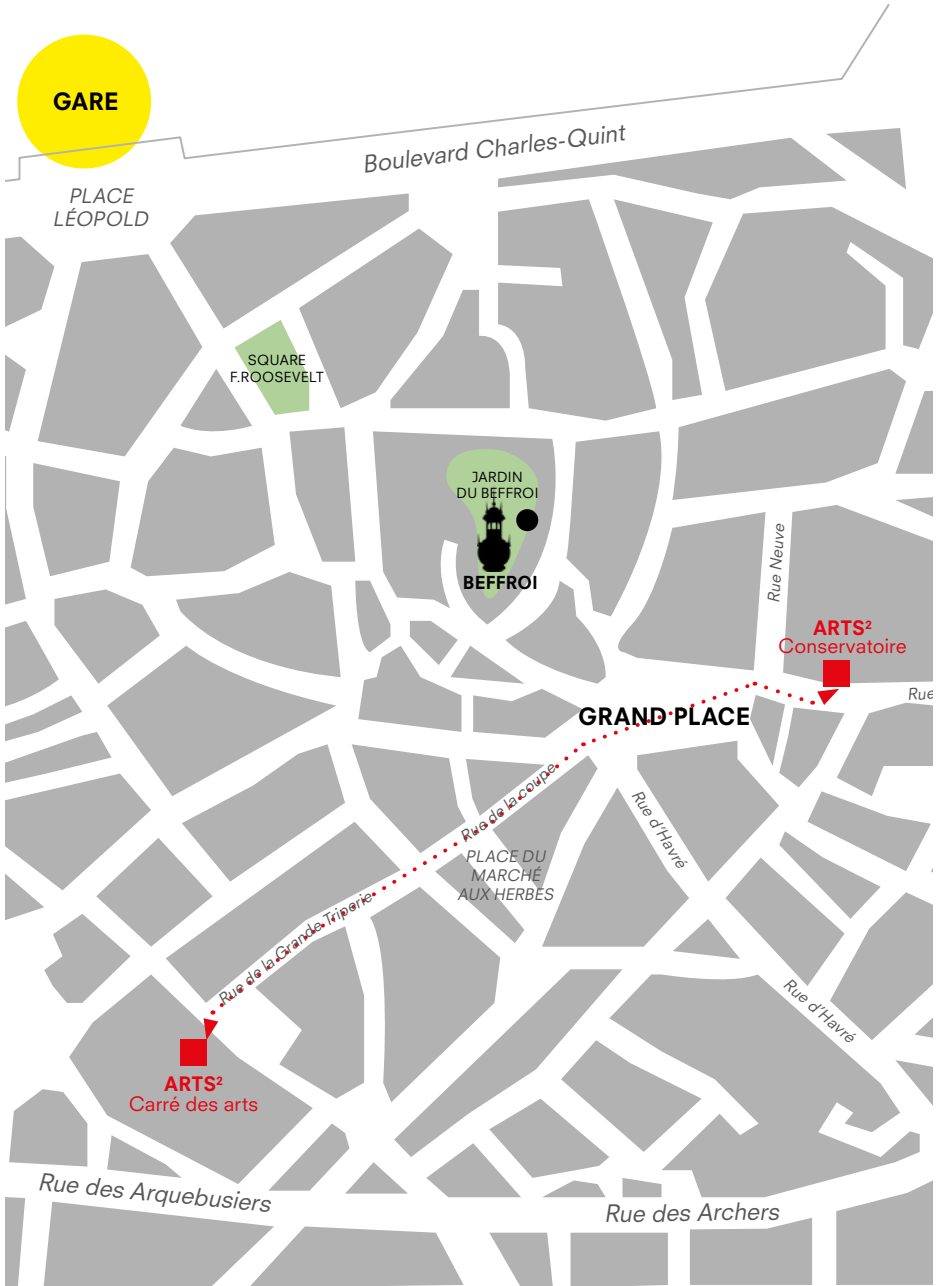 GARE
Boulevard Charles-Quint
PLACE
LÉOPOLD
SQUARE
F.ROOSEVELT
JARDIN
DU BEFFROI
BEFFROI
Rue Neuve
ARTS²
Conservatoire
Rue
GRAND PLACE
Rue de la coupe
Rue d'Havré
PLACE DU
MARCHÉ
AUX HERBES
Rue de la Grande Triperie
Rue d'Havré
ARTS²
Carré des arts
Rue des Arquebusiers
Rue des Archers